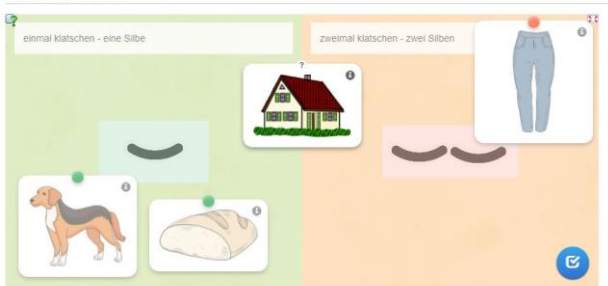 einmal klatschen - eine Silbe
zweimal klatschen - zwei Silben
?